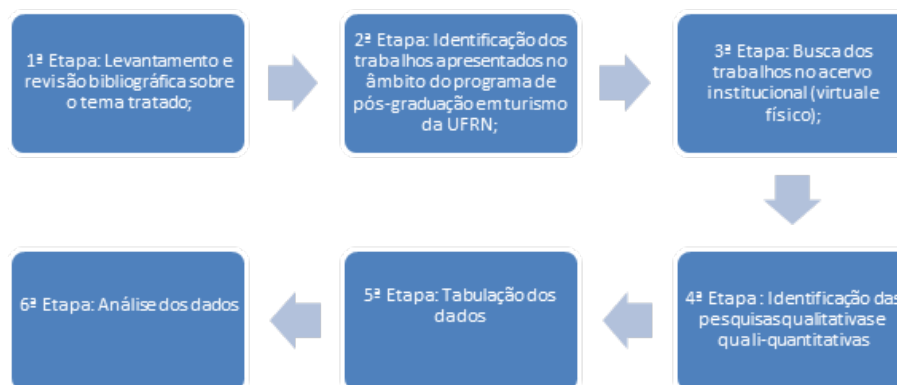 1ª Etapa: Levantamento e
revisão bibliográfica sobre
o tema tratado;
2ª Etapa: Identificação dos
trabalhos apresentados no
âmbito do programa de
pós-graduação em turismo
da UFRN;
3ª Etapa: Busca dos
trabalhos no acervo
institucional (virtual e
físico);
4ª Etapa : Identificação das
pesquisas qualitativas e
quali-quantitativas
5ª Etapa: Tabulação dos
dados
6ª Etapa: Análise dos dados